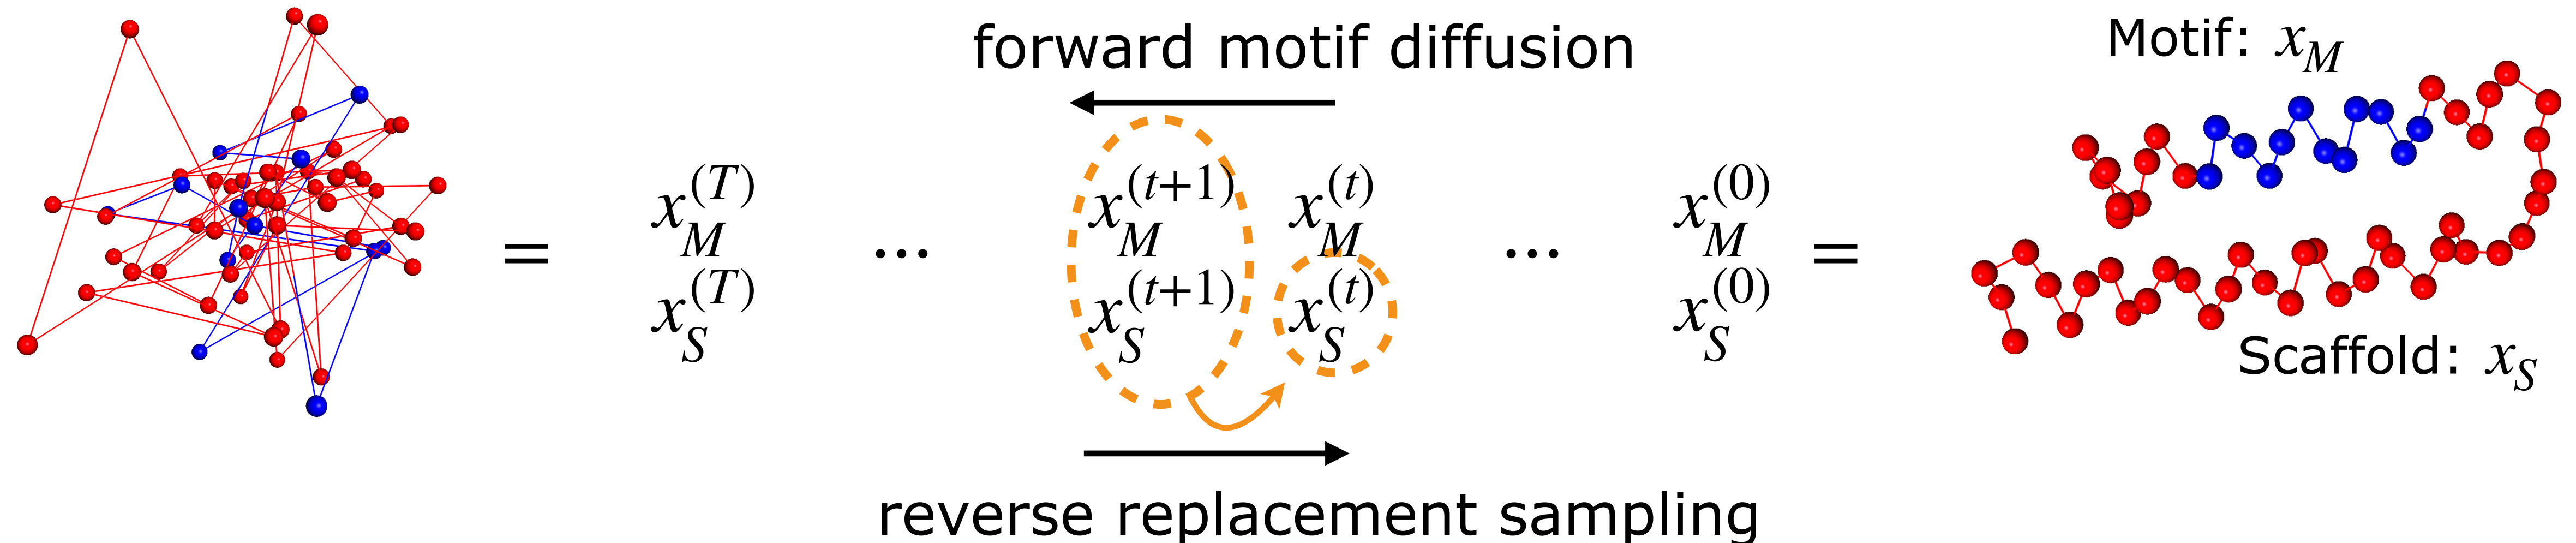 forward motif diffusion
Motif: x_M
= x_M^{(T)} ... x_M^{(t+1)} x_M^{(t)} ... x_M^{(0)} =
x_S^{(T)} x_S^{(t+1)} x_S^{(t)} x_S^{(0)}
Scaffold: x_S
reverse replacement sampling